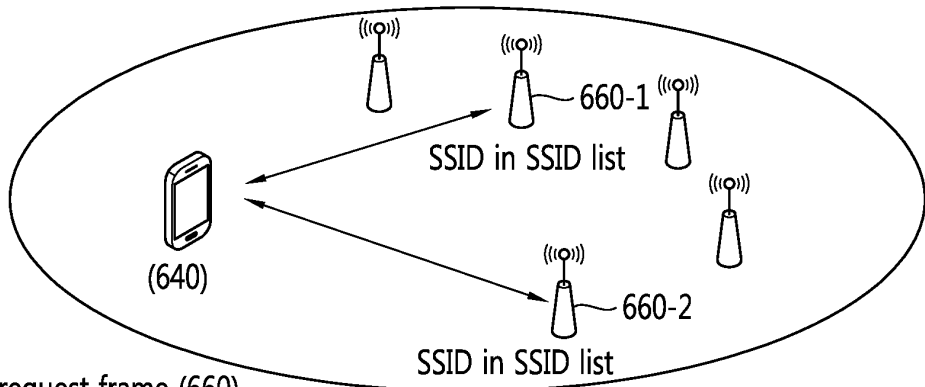 660-1
SSID in SSID list
(640)
660-2
SSID in SSID list
request frame (660)